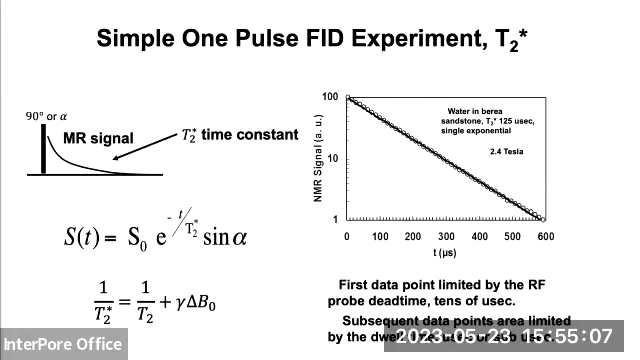 Simple One Pulse FID Experiment, T₂*
90° or α
MR signal
T₂* time constant
S(t) = S₀ e^(-t/T₂*) sin α
1/T₂* = 1/T₂ + γΔB₀
100
10
1
NMR Signal (a. u.)
0 100 200 300 400 500 600
t (µs)
Water in berea
sandstone, T₂* 125 usec,
single exponential
2.4 Tesla
First data point limited by the RF
probe deadtime, tens of usec.
Subsequent data points area limited
by the
InterPore Office
2023-05-23 15:55:07